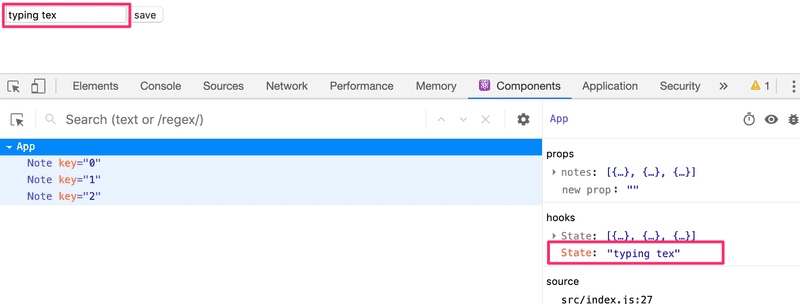 typing tex save
Elements Console Sources Network Performance Memory Components Application Security » 1
Search (text or /regex/)
App
App
props
Note key="0"
notes: [{…}, {…}, {…}]
Note key="1"
new prop : ""
Note key="2"
hooks
State: [{…}, {…}, {…}]
State: "typing tex"
source
src/index.js:27